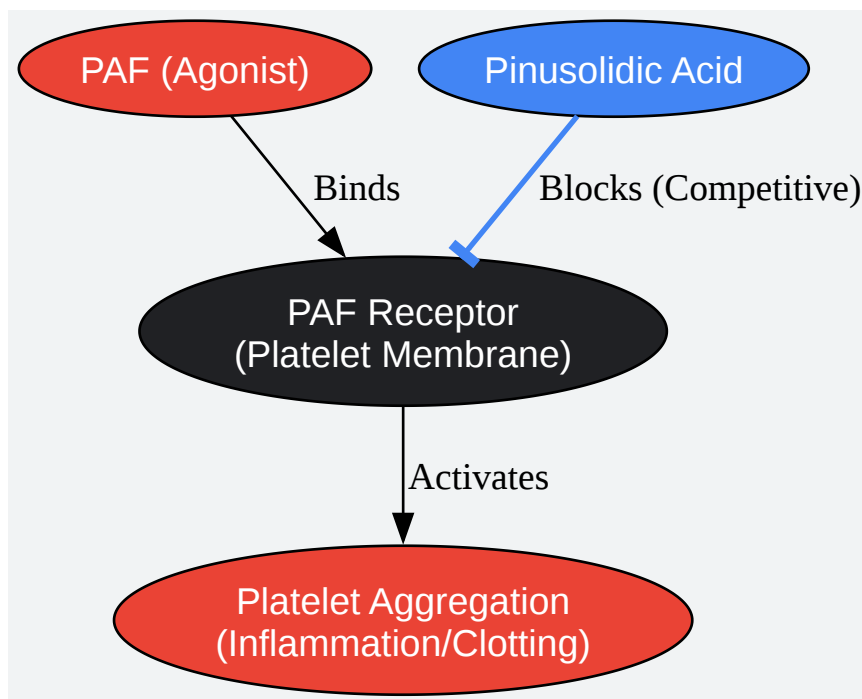 PAF (Agonist)
Pinusolidic Acid
Binds
Blocks (Competitive)
PAF Receptor
(Platelet Membrane)
Activates
Platelet Aggregation
(Inflammation/Clotting)